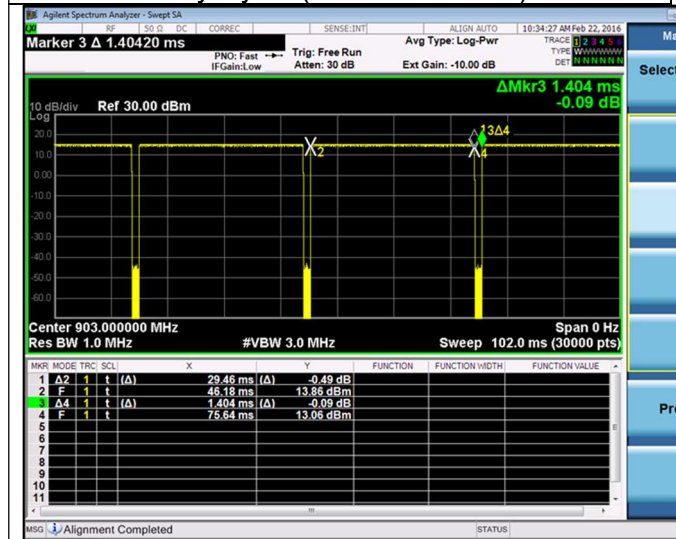 Agilent Spectrum Analyzer - Swept SA
RF 50 Ω DC CORREC SENSE:INT ALIGN AUTO 10:34:27 AM Feb 22, 2016
Marker 3 Δ 1.40420 ms Avg Type: Log-Pwr TRACE 1 2 3 4 5 6
PNO: Fast Trig: Free Run TYPE WWWWWW
IFGain:Low Atten: 30 dB Ext Gain: -10.00 dB DET N N N N N N
Select
ΔMkr3 1.404 ms
10 dB/div Ref 30.00 dBm -0.09 dB
Log
20.0
10.0
0.00
-10.0
-20.0
-30.0
-40.0
-50.0
-60.0
2
13Δ4
4
Center 903.000000 MHz Span 0 Hz
Res BW 1.0 MHz #VBW 3.0 MHz Sweep 102.0 ms (30000 pts)
MKR MODE TRC SCL X Y FUNCTION FUNCTION WIDTH FUNCTION VALUE
1 Δ2 1 t (Δ) 29.46 ms (Δ) -0.49 dB
2 F 1 t 46.18 ms 13.86 dBm
3 Δ4 1 t (Δ) 1.404 ms (Δ) -0.09 dB
4 F 1 t 75.64 ms 13.06 dBm
5
6
7
8
9
10
11
MSG Alignment Completed STATUS